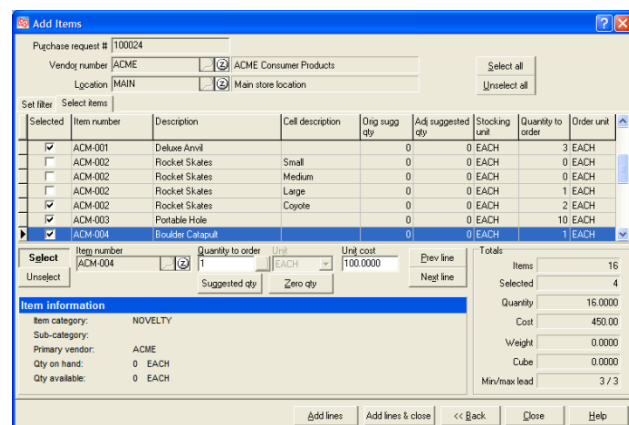 Add Items
Purchase request # 100024
Vendor number ACME ACME Consumer Products Select all
Location MAIN Main store location Unselect all
Set filter Select items
Selected Item number Description Cell description Orig sugg qty Adj suggested qty Stocking unit Quantity to order Order unit
ACM-001 Deluxe Anvil 0 0 EACH 3 EACH
ACM-002 Rocket Skates Small 0 0 EACH 0 EACH
ACM-002 Rocket Skates Medium 0 0 EACH 0 EACH
ACM-002 Rocket Skates Large 0 0 EACH 1 EACH
ACM-002 Rocket Skates Coyote 0 0 EACH 2 EACH
ACM-003 Portable Hole 0 0 EACH 10 EACH
ACM-004 Boulder Catapult 0 0 EACH 1 EACH
Select Item number Quantity to order Unit Unit cost Prev line Totals
ACM-004 1 EACH 100.0000 Items 16
Unselect Suggested qty Zero qty Next line Selected 4
Item information Quantity 16.0000
Item category: NOVELTY Cost 450.00
Sub-category:
Primary vendor: ACME Weight 0.0000
Qty on hand: 0 EACH Cube 0.0000
Qty available: 0 EACH Min/max lead 3 / 3
Add lines Add lines & close << Back Close Help